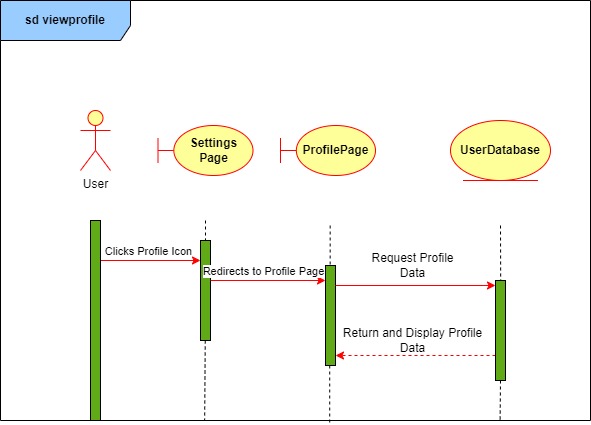 sd viewprofile
Settings
Page
ProfilePage
UserDatabase
User
Clicks Profile Icon
Redirects to Profile Page
Request Profile
Data
Return and Display Profile
Data